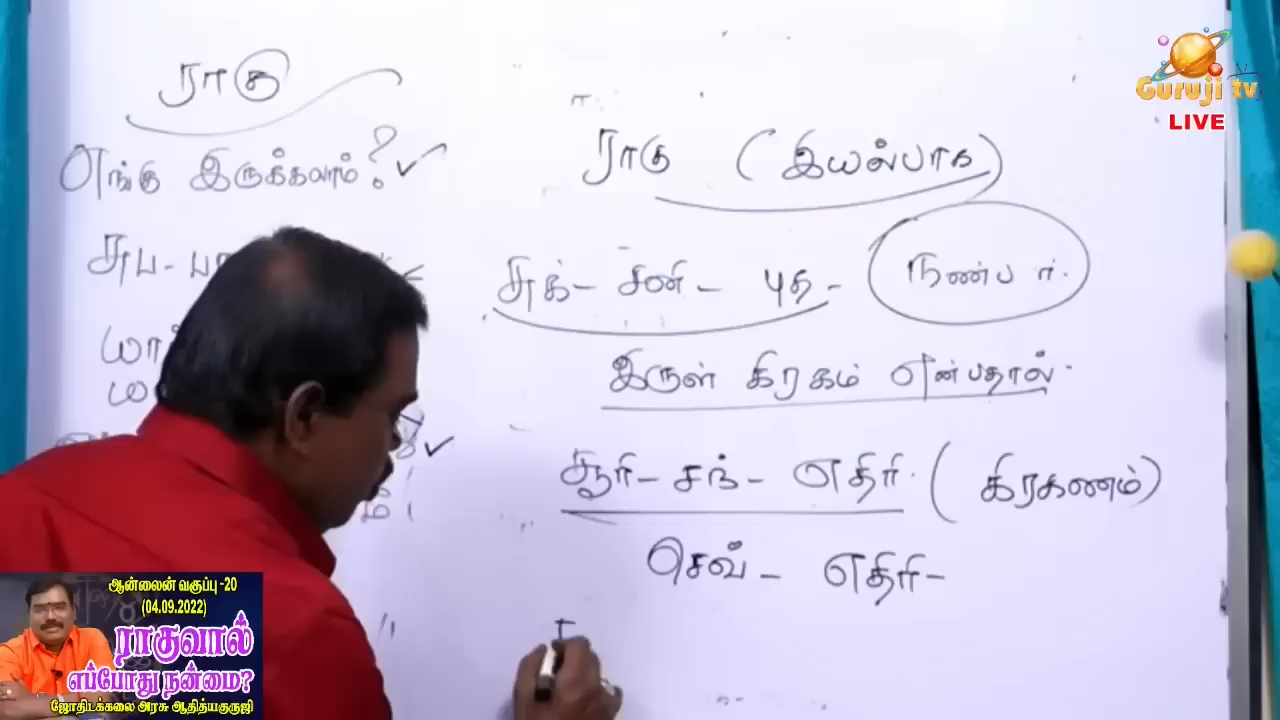 ராகு
எங்கு இருக்கலாம்?
சுப -
ராகு (இயல்பாக)
சுக் - சனி - புத - நண்பர்.
இருள் கிரகம் என்பதால்.
சூரி - சந் - எதிரி. (கிரகணம்)
செவ் - எதிரி -
Guruji tv
LIVE
ஆன்லைன் வகுப்பு -20
(04.09.2022)
ராகுவால்
எப்போது நன்மை?
ஜோதிடக்கலை அரசு ஆதித்யகுருஜி